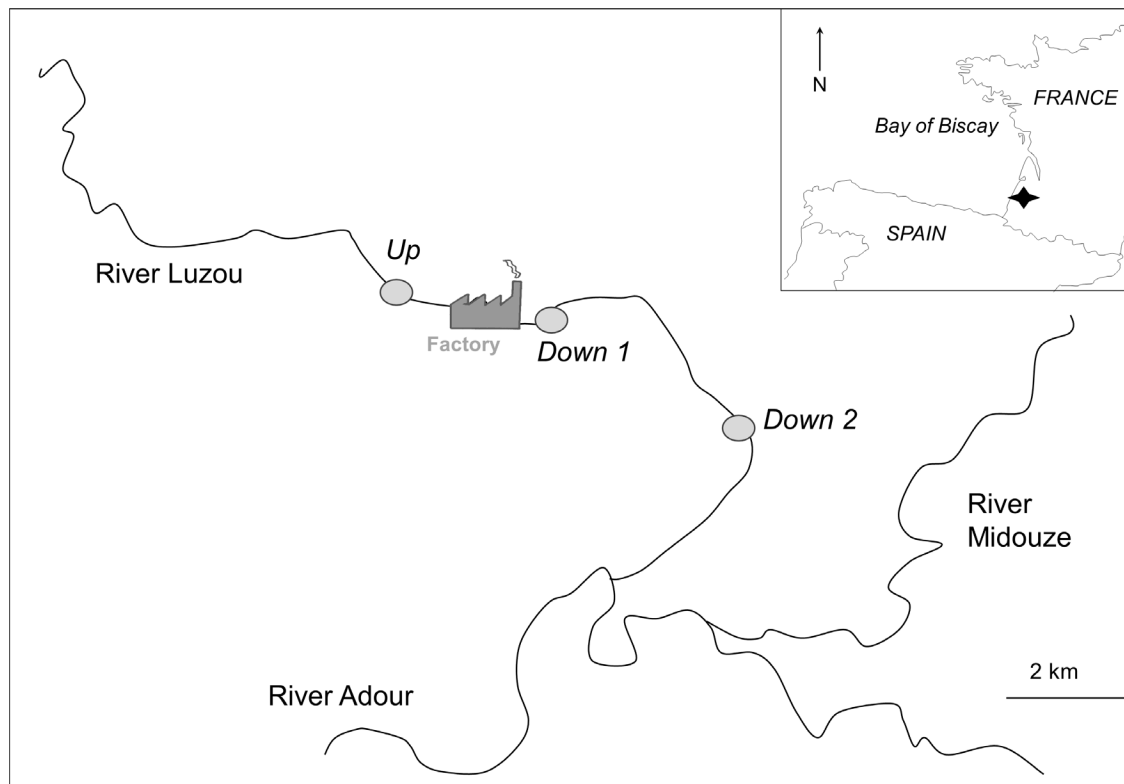 N
FRANCE
Bay of Biscay
SPAIN
Up
River Luzou
Factory
Down 1
Down 2
River
Midouze
2 km
River Adour